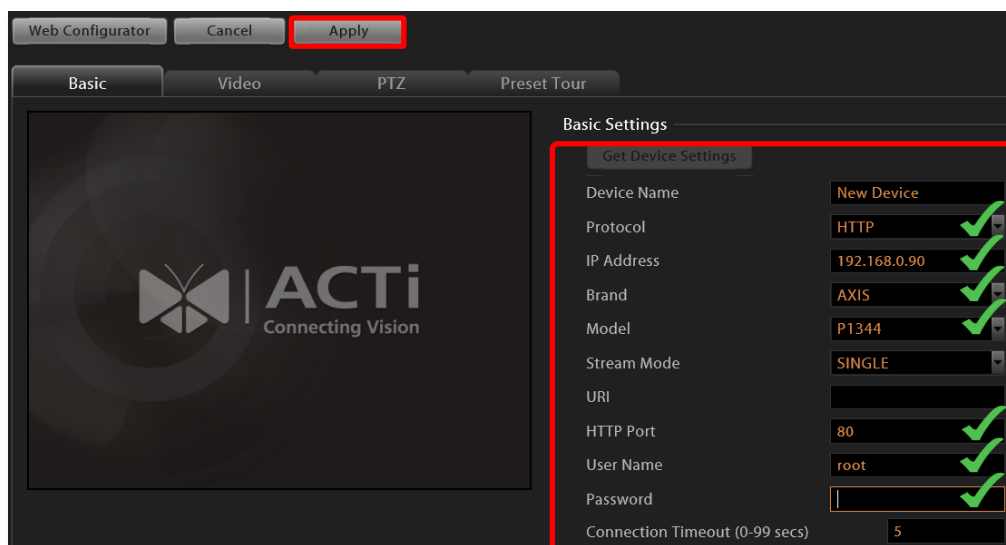 Web Configurator Cancel Apply
Basic Video PTZ Preset Tour
ACTi
Connecting Vision
Basic Settings
Get Device Settings
Device Name New Device
Protocol HTTP
IP Address 192.168.0.90
Brand AXIS
Model P1344
Stream Mode SINGLE
URI
HTTP Port 80
User Name root
Password
Connection Timeout (0-99 secs) 5